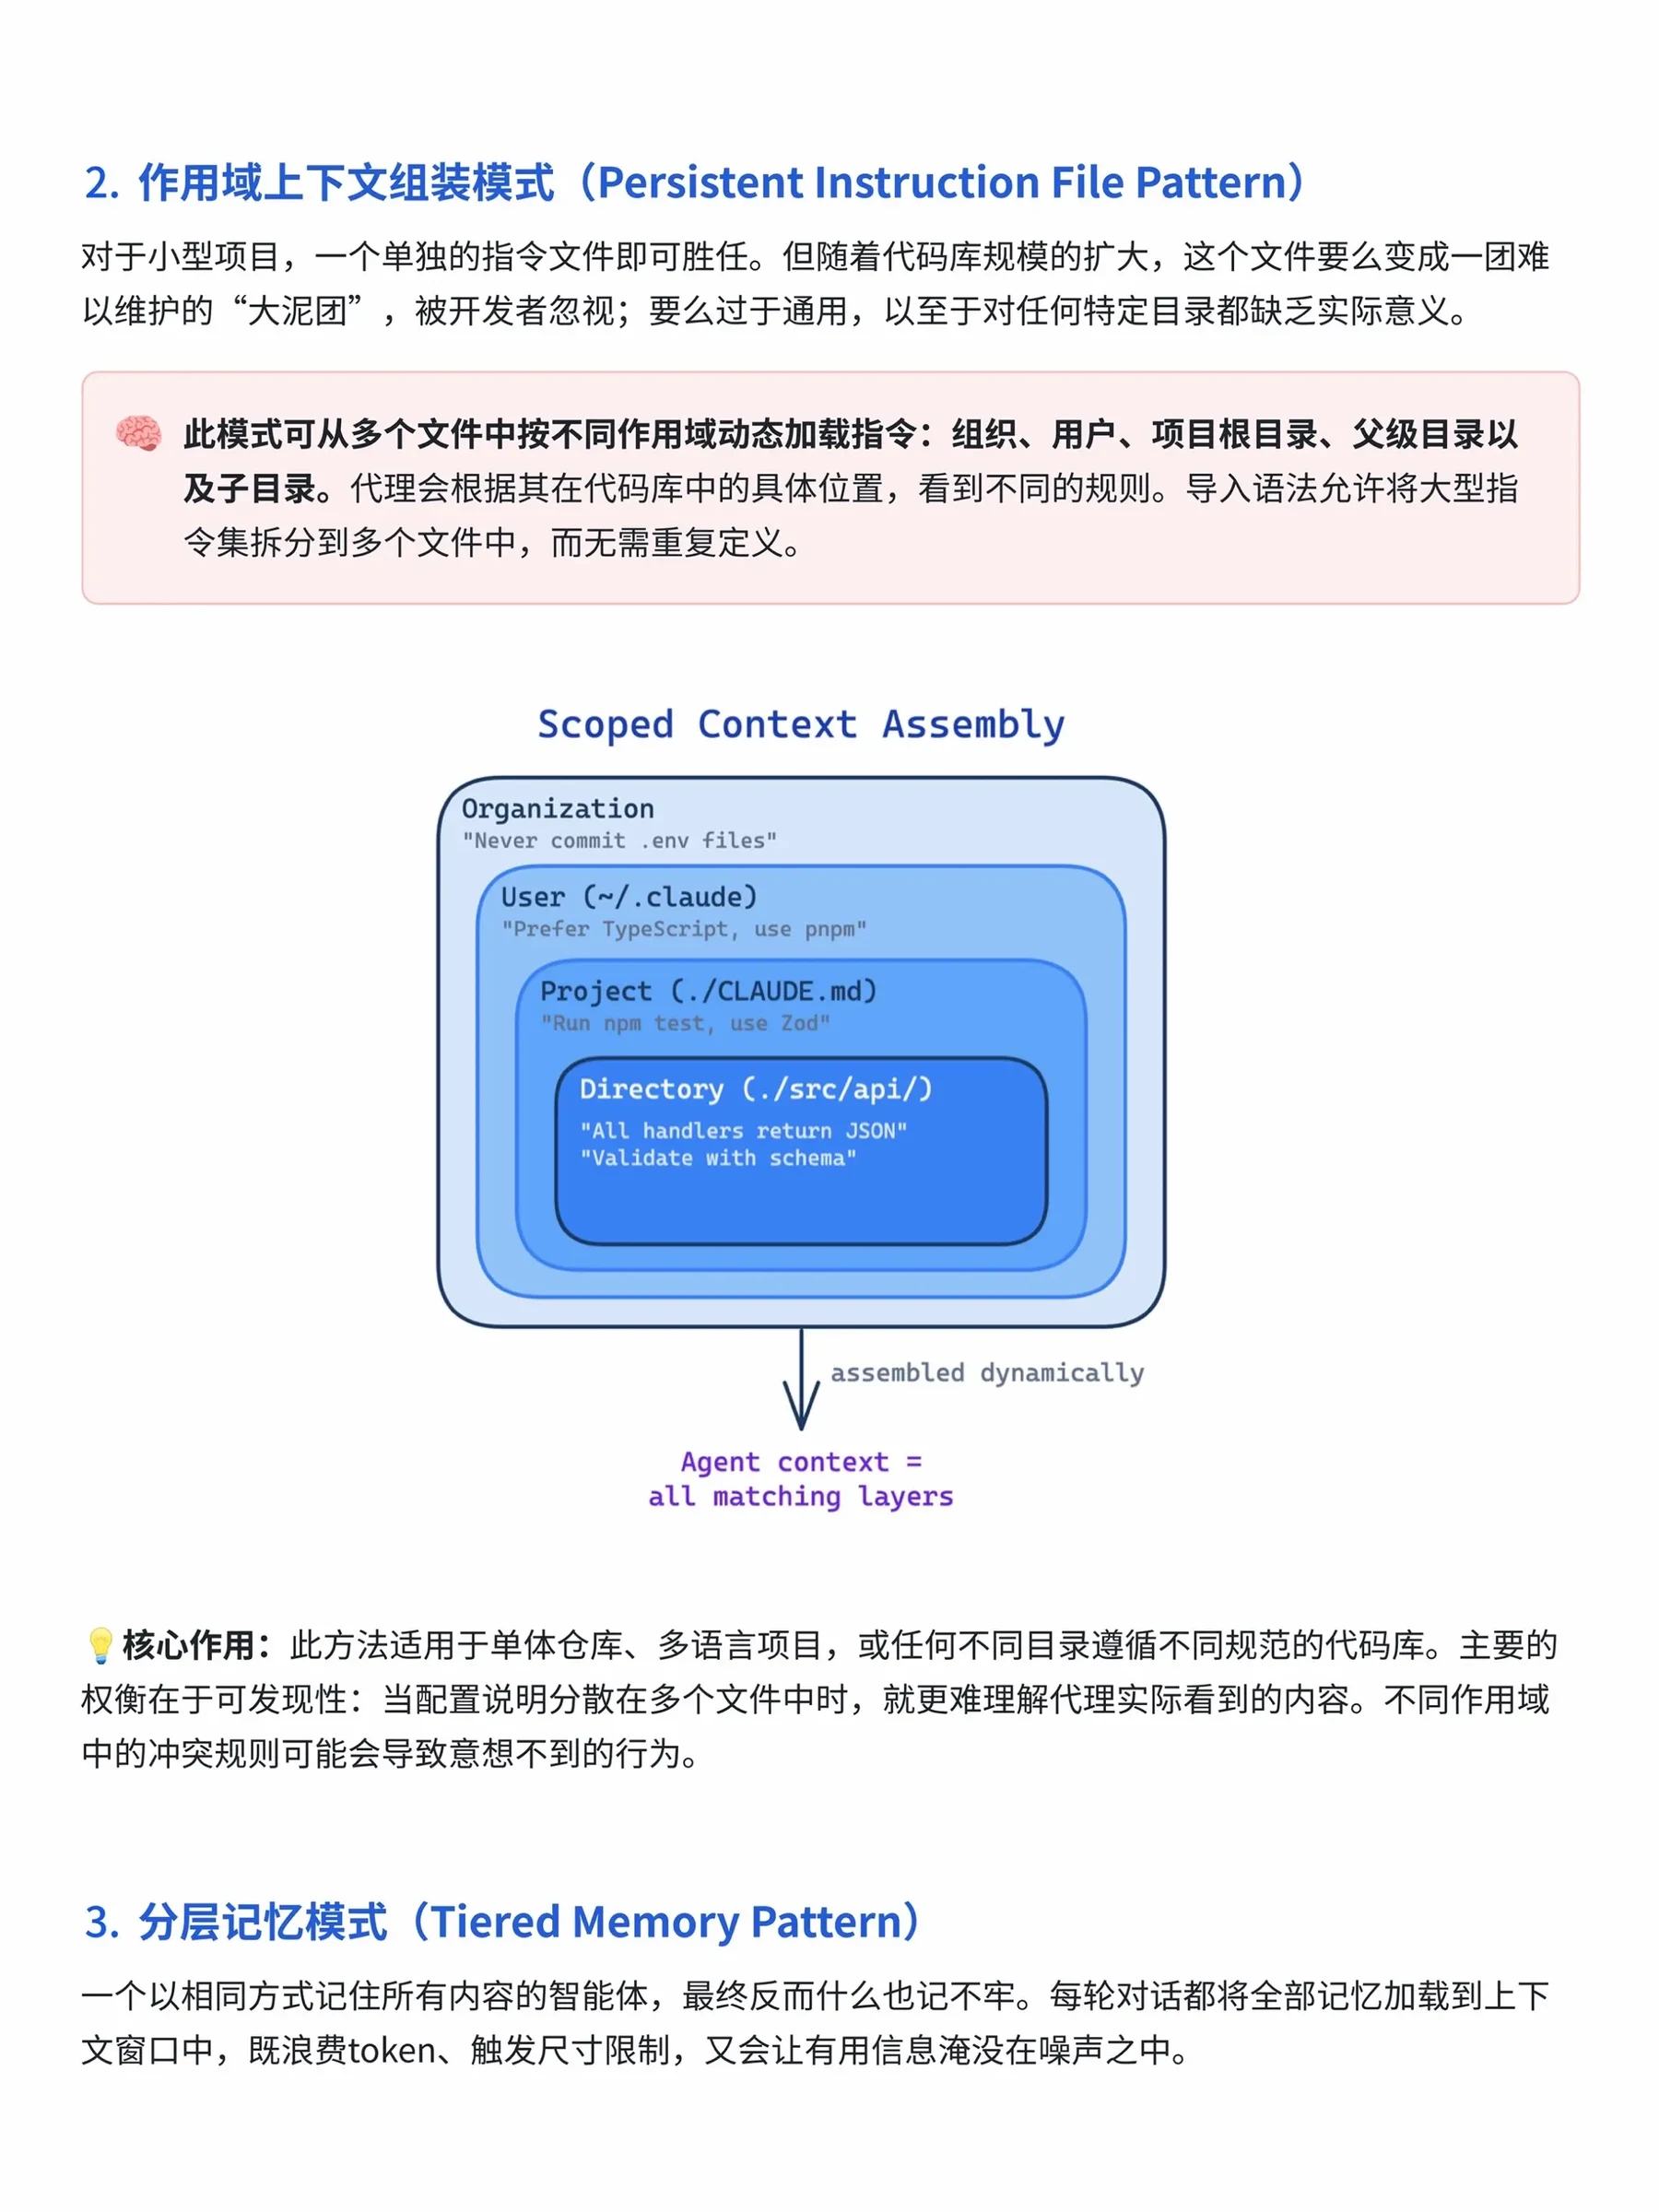 2. 作用域上下文组装模式（Persistent Instruction File Pattern）
对于小型项目，一个单独的指令文件即可胜任。但随着代码库规模的扩大，这个文件要么变成一团难
以维护的“大泥团”，被开发者忽视；要么过于通用，以至于对任何特定目录都缺乏实际意义。
此模式可从多个文件中按不同作用域动态加载指令：组织、用户、项目根目录、父级目录以
及子目录。代理会根据其在代码库中的具体位置，看到不同的规则。导入语法允许将大型指
令集拆分到多个文件中，而无需重复定义。
Scoped Context Assembly
Organization
"Never commit .env files"
User (~/.claude)
"Prefer TypeScript, use pnpm"
Project (./CLAUDE.md)
"Run npm test, use Zod"
Directory (./src/api/)
"All handlers return JSON"
"Validate with schema"
assembled dynamically
Agent context =
all matching layers
💡核心作用：此方法适用于单体仓库、多语言项目，或任何不同目录遵循不同规范的代码库。主要的
权衡在于可发现性：当配置说明分散在多个文件中时，就更难理解代理实际看到的内容。不同作用域
中的冲突规则可能会导致意想不到的行为。
3. 分层记忆模式（Tiered Memory Pattern）
一个以相同方式记住所有内容的智能体，最终反而什么也记不牢。每轮对话都将全部记忆加载到上下
文窗口中，既浪费token、触发尺寸限制，又会让有用信息淹没在噪声之中。